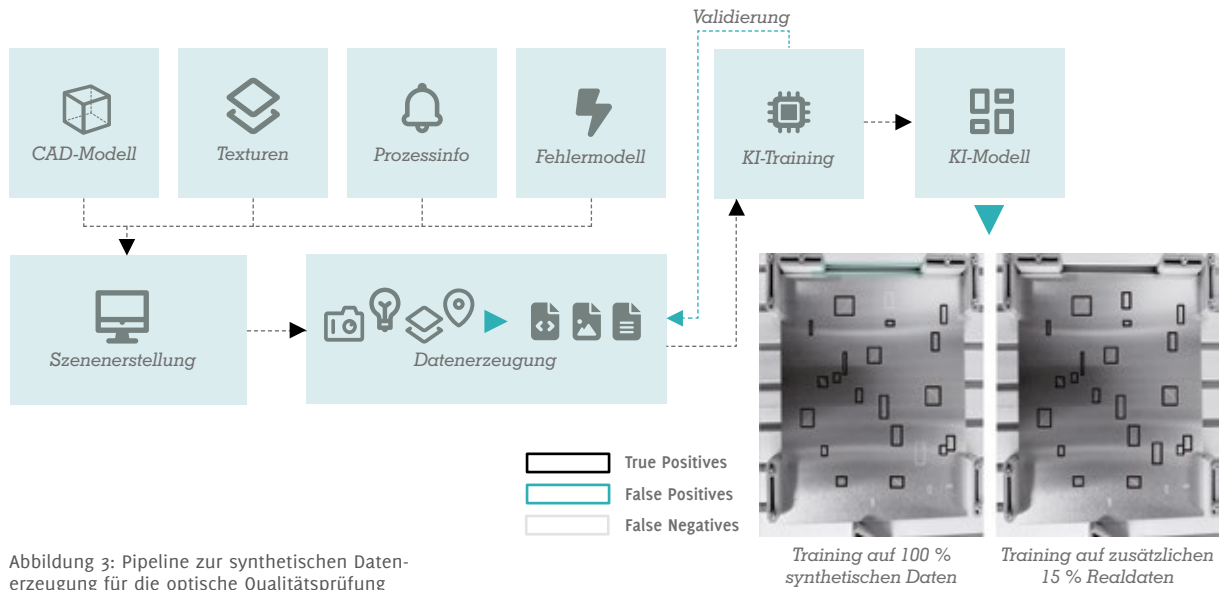 Validierung
CAD-Modell
Texturen
Prozessinfo
Fehlermodell
KI-Training
KI-Modell
Szenenerstellung
Datenerzeugung
True Positives
False Positives
False Negatives
Training auf 100 %
synthetischen Daten
Training auf zusätzlichen
15 % Realdaten
Abbildung 3: Pipeline zur synthetischen Daten-
erzeugung für die optische Qualitätsprüfung